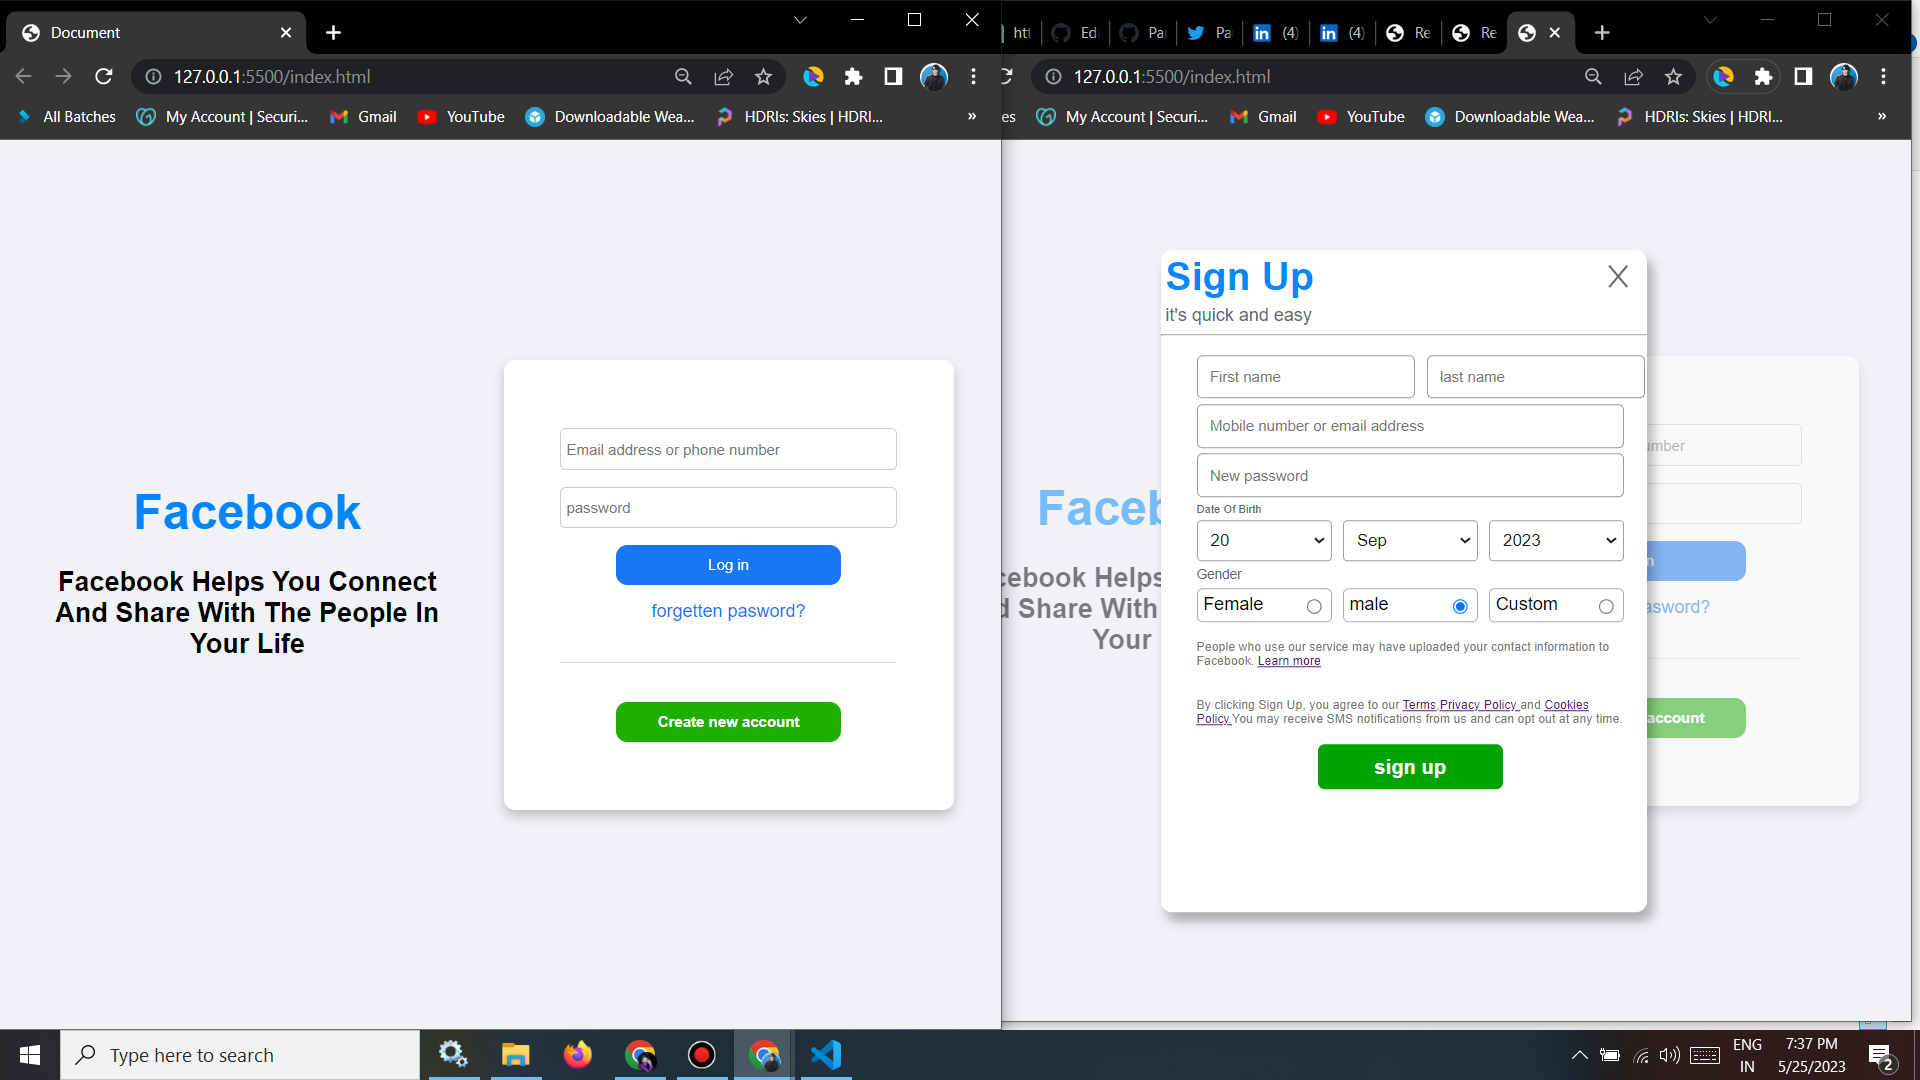 Document
127.0.0.1:5500/index.html
All Batches
My Account | Securi...
Gmail
YouTube
Downloadable Wea...
HDRIs: Skies | HDRI...
»
Facebook
Facebook Helps You Connect
And Share With The People In
Your Life
Email address or phone number
password
Log in
forgetten pasword?
Create new account
htt
Ed
Pa
Pa
(4)
(4)
Re
Re
127.0.0.1:5500/index.html
es
My Account | Securi...
Gmail
YouTube
Downloadable Wea...
HDRIs: Skies | HDRI...
»
Faceb
cebook Helps
d Share With
Your
Sign Up
X
it's quick and easy
First name
last name
Mobile number or email address
New password
Date Of Birth
20
Sep
2023
Gender
Female
male
Custom
People who use our service may have uploaded your contact information to
Facebook. Learn more
By clicking Sign Up, you agree to our Terms,Privacy Policy and Cookies
Policy.You may receive SMS notifications from us and can opt out at any time.
sign up
umber
n
asword?
account
Type here to search
ENG
IN
7:37 PM
5/25/2023
2